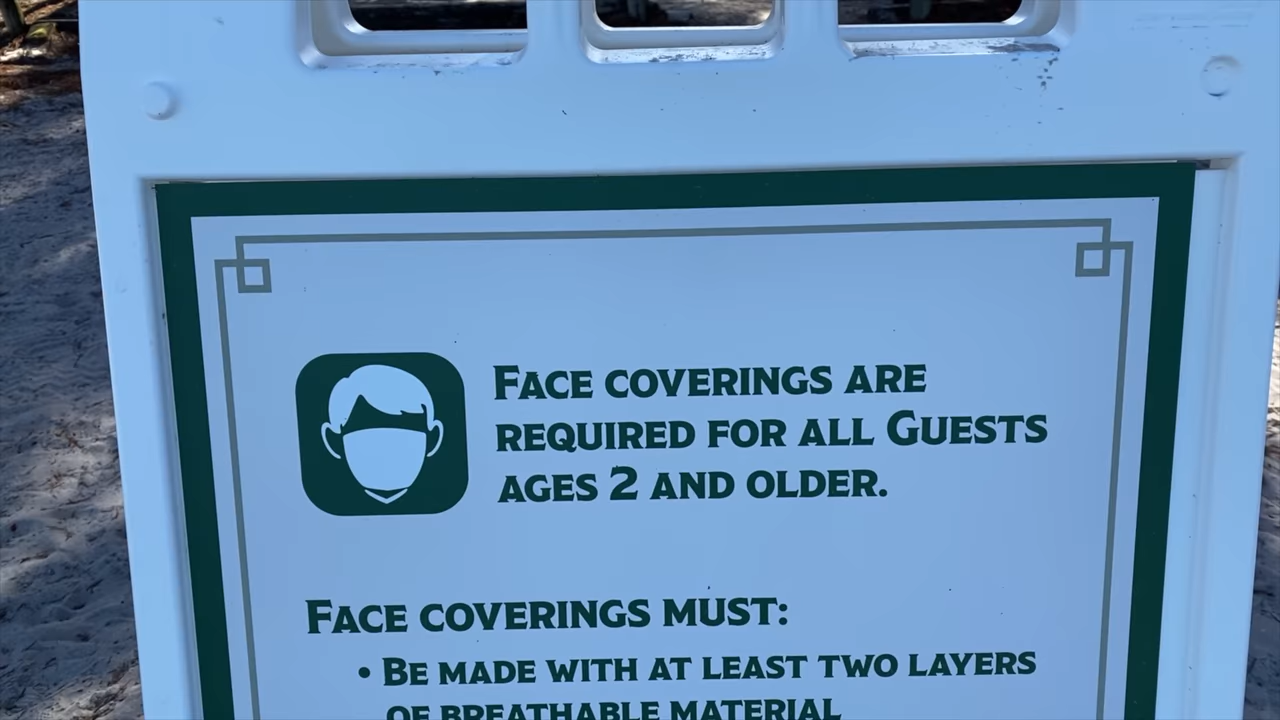 FACE COVERINGS ARE
REQUIRED FOR ALL GUESTS
AGES 2 AND OLDER.
FACE COVERINGS MUST:
• BE MADE WITH AT LEAST TWO LAYERS
OF BREATHABLE MATERIAL